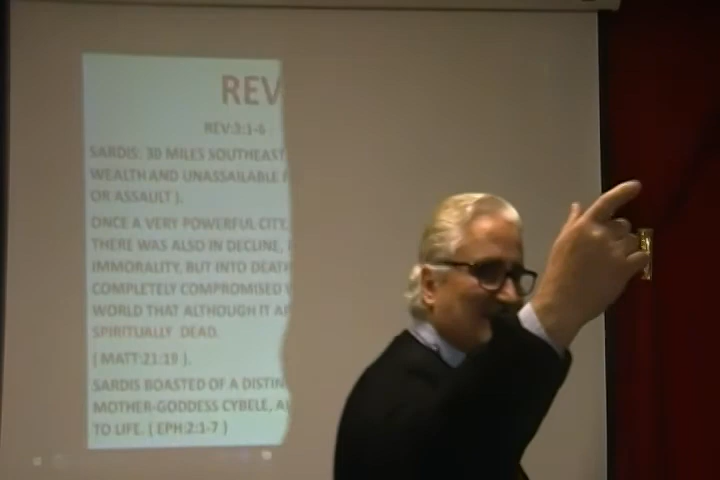 REV
REV:3:1-6
SARDIS: 30 MILES SOUTHEAST
WEALTH AND UNASSAILABLE
OR ASSAULT ).
ONCE A VERY POWERFUL CITY.
THERE WAS ALSO IN DECLINE,
IMMORALITY, BUT INTO DEATH
COMPLETELY COMPROMISED
WORLD THAT ALTHOUGH IT
SPIRITUALLY DEAD.
( MATT:21:19 ).
SARDIS BOASTED OF A DISTIN
MOTHER-GODDESS CYBELE,
TO LIFE. ( EPH:2:1-7 )